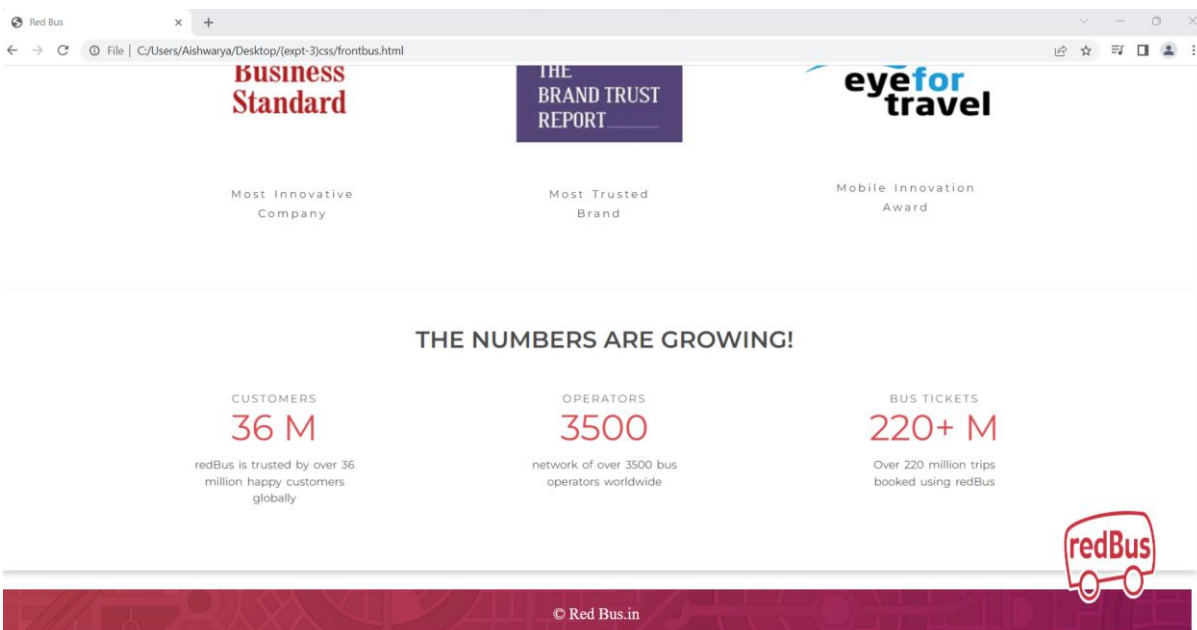 Red Bus
File | C:/Users/Aishwarya/Desktop/(expt-3)css/frontbus.html
Business
Standard
THE
BRAND TRUST
REPORT
eyefor
travel
Most Innovative
Company
Most Trusted
Brand
Mobile Innovation
Award
THE NUMBERS ARE GROWING!
CUSTOMERS
36 M
redBus is trusted by over 36
million happy customers
globally
OPERATORS
3500
network of over 3500 bus
operators worldwide
BUS TICKETS
220+ M
Over 220 million trips
booked using redBus
redBus
© Red Bus.in